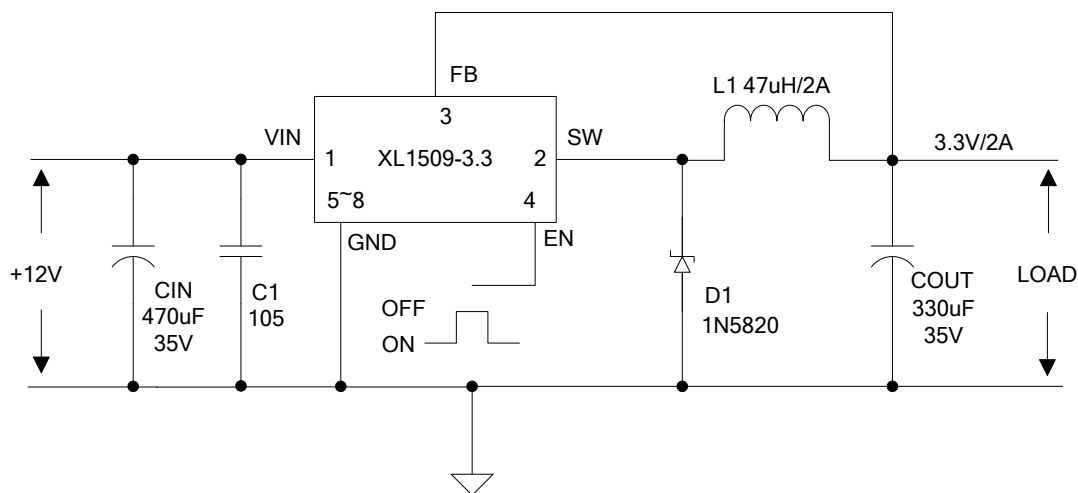 FB
L1 47uH/2A
3
VIN
SW
3.3V/2A
1
XL1509-3.3
2
5~8
4
GND
EN
+12V
CIN
470uF
35V
C1
105
OFF
ON
D1
1N5820
COUT
330uF
35V
LOAD